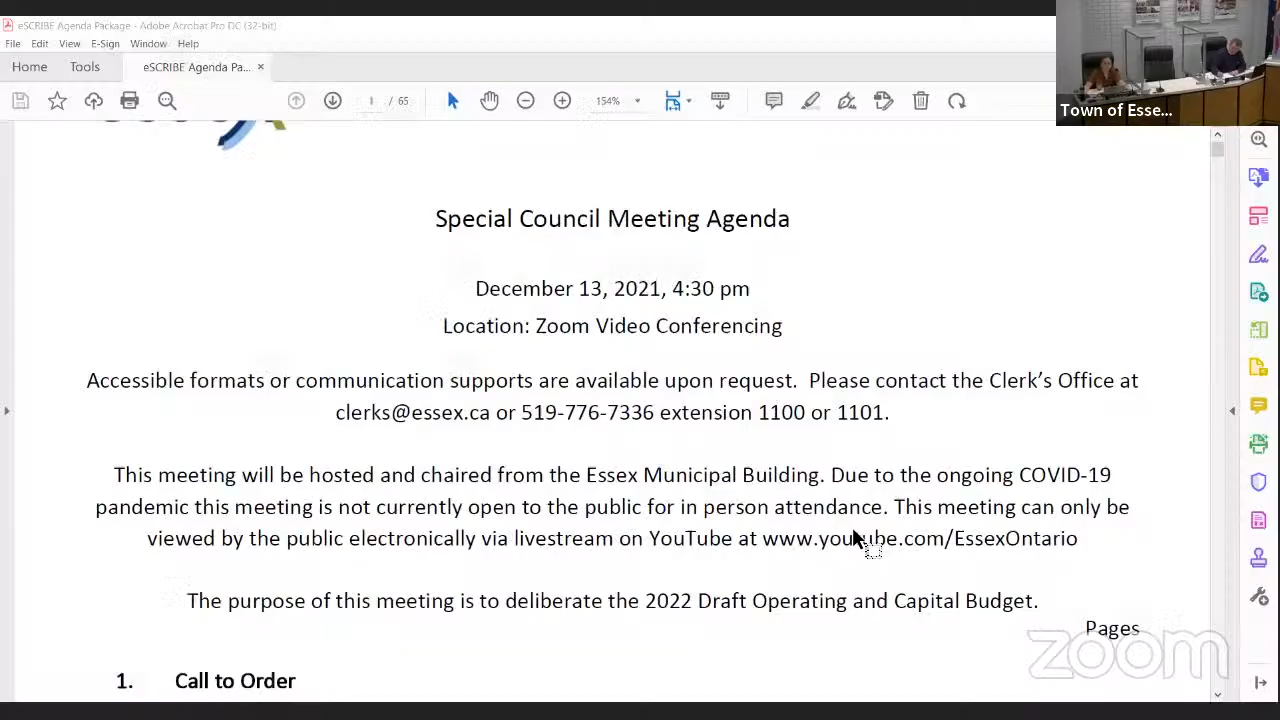 eSCRIBE Agenda Package - Adobe Acrobat Pro DC (32-bit)
File Edit View E-Sign Window Help
Home Tools eSCRIBE Agenda Pa... ×
1 / 65 154%
Town of Esse...
Special Council Meeting Agenda
December 13, 2021, 4:30 pm
Location: Zoom Video Conferencing
Accessible formats or communication supports are available upon request. Please contact the Clerk’s Office at
clerks@essex.ca or 519-776-7336 extension 1100 or 1101.
This meeting will be hosted and chaired from the Essex Municipal Building. Due to the ongoing COVID-19
pandemic this meeting is not currently open to the public for in person attendance. This meeting can only be
viewed by the public electronically via livestream on YouTube at www.youtube.com/EssexOntario
The purpose of this meeting is to deliberate the 2022 Draft Operating and Capital Budget.
Pages
zoom
1. Call to Order